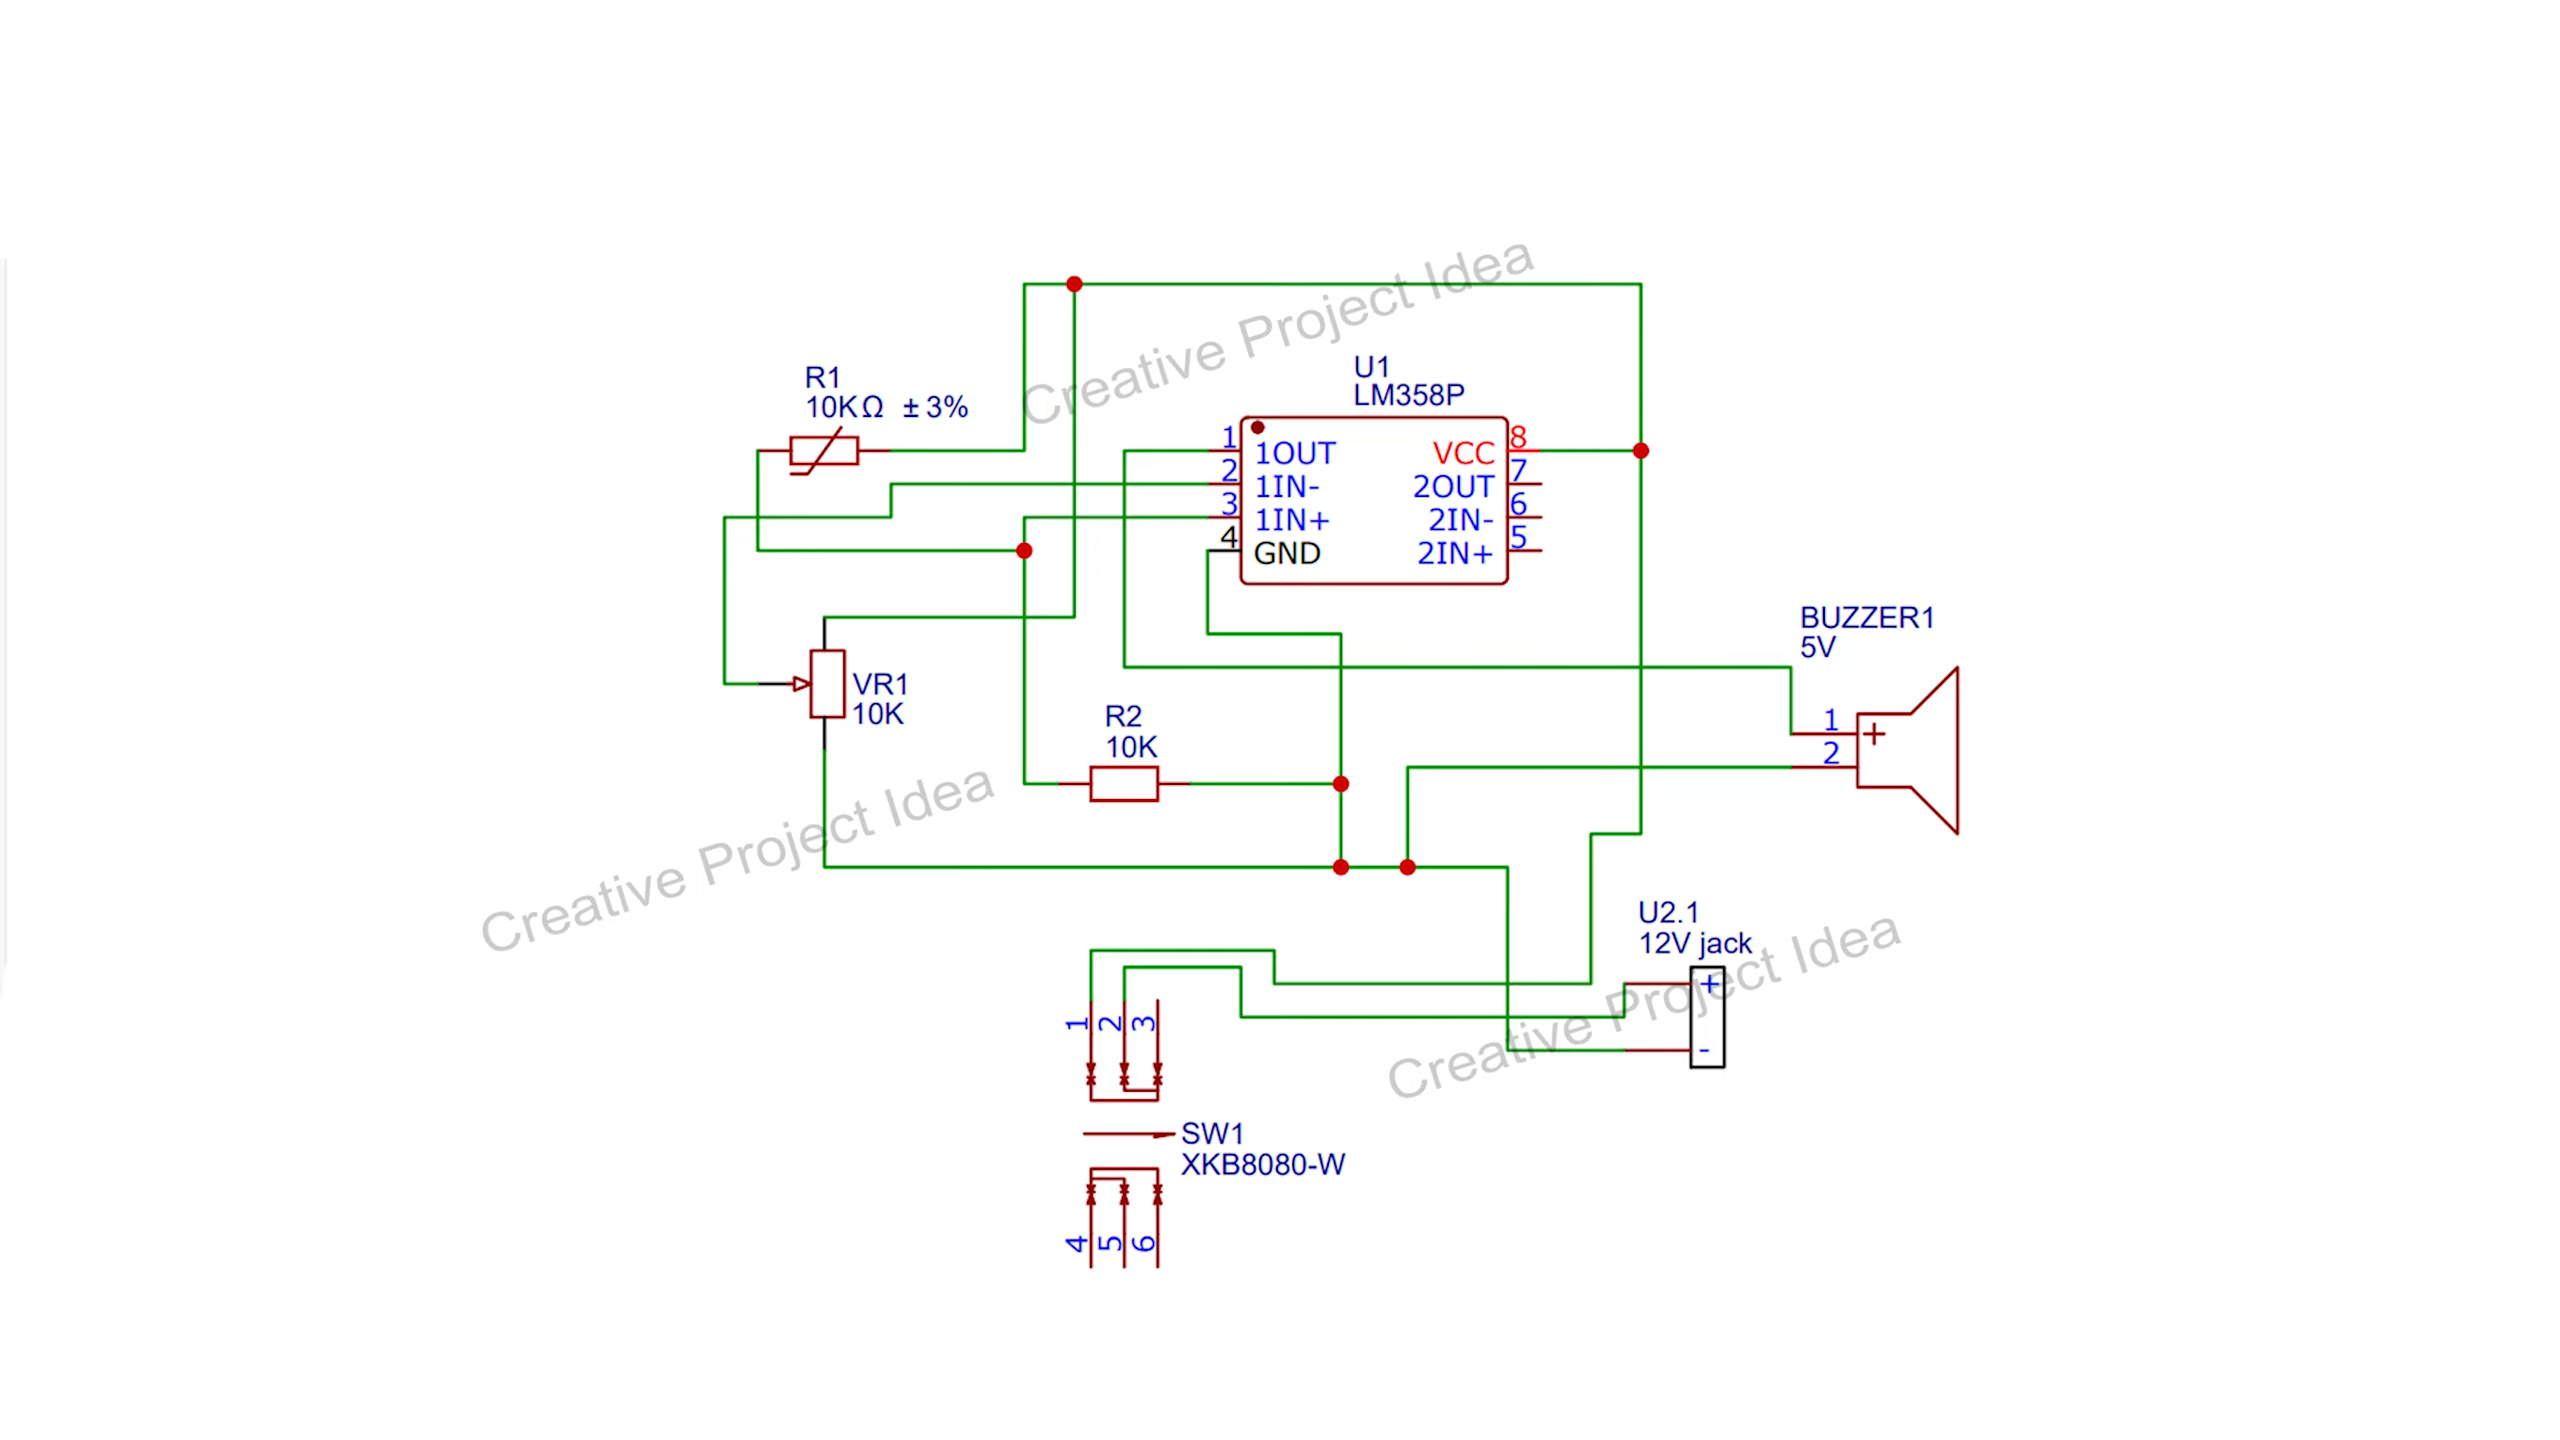 Creative Project Idea
R1
10KΩ ±3%
U1
LM358P
1 1OUT VCC 8
2 1IN- 2OUT 7
3 1IN+ 2IN- 6
4 GND 2IN+ 5
BUZZER1
5V
1 +
2
VR1
10K
R2
10K
Creative Project Idea
U2.1
12V jack
+
-
Creative Project Idea
1 2 3
SW1
XKB8080-W
4 5 6